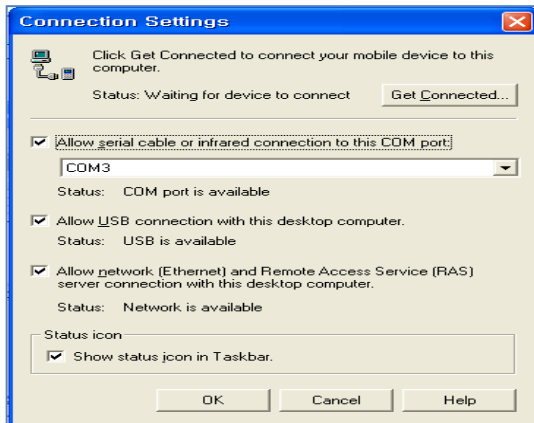 Connection Settings
Click Get Connected to connect your mobile device to this
computer.
Status: Waiting for device to connect
Get Connected...
Allow serial cable or infrared connection to this COM port:
COM3
Status: COM port is available
Allow USB connection with this desktop computer.
Status: USB is available
Allow network (Ethernet) and Remote Access Service (RAS)
server connection with this desktop computer.
Status: Network is available
Status icon
Show status icon in Taskbar.
OK
Cancel
Help